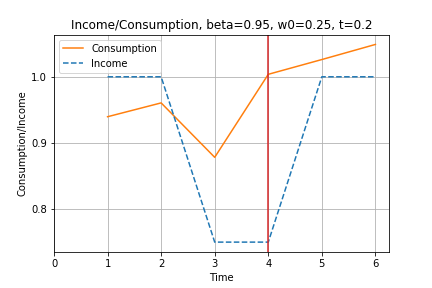 Income/Consumption, beta=0.95, w0=0.25, t=0.2
Consumption
Income
Consumption/Income
1.0
0.9
0.8
0 1 2 3 4 5 6
Time